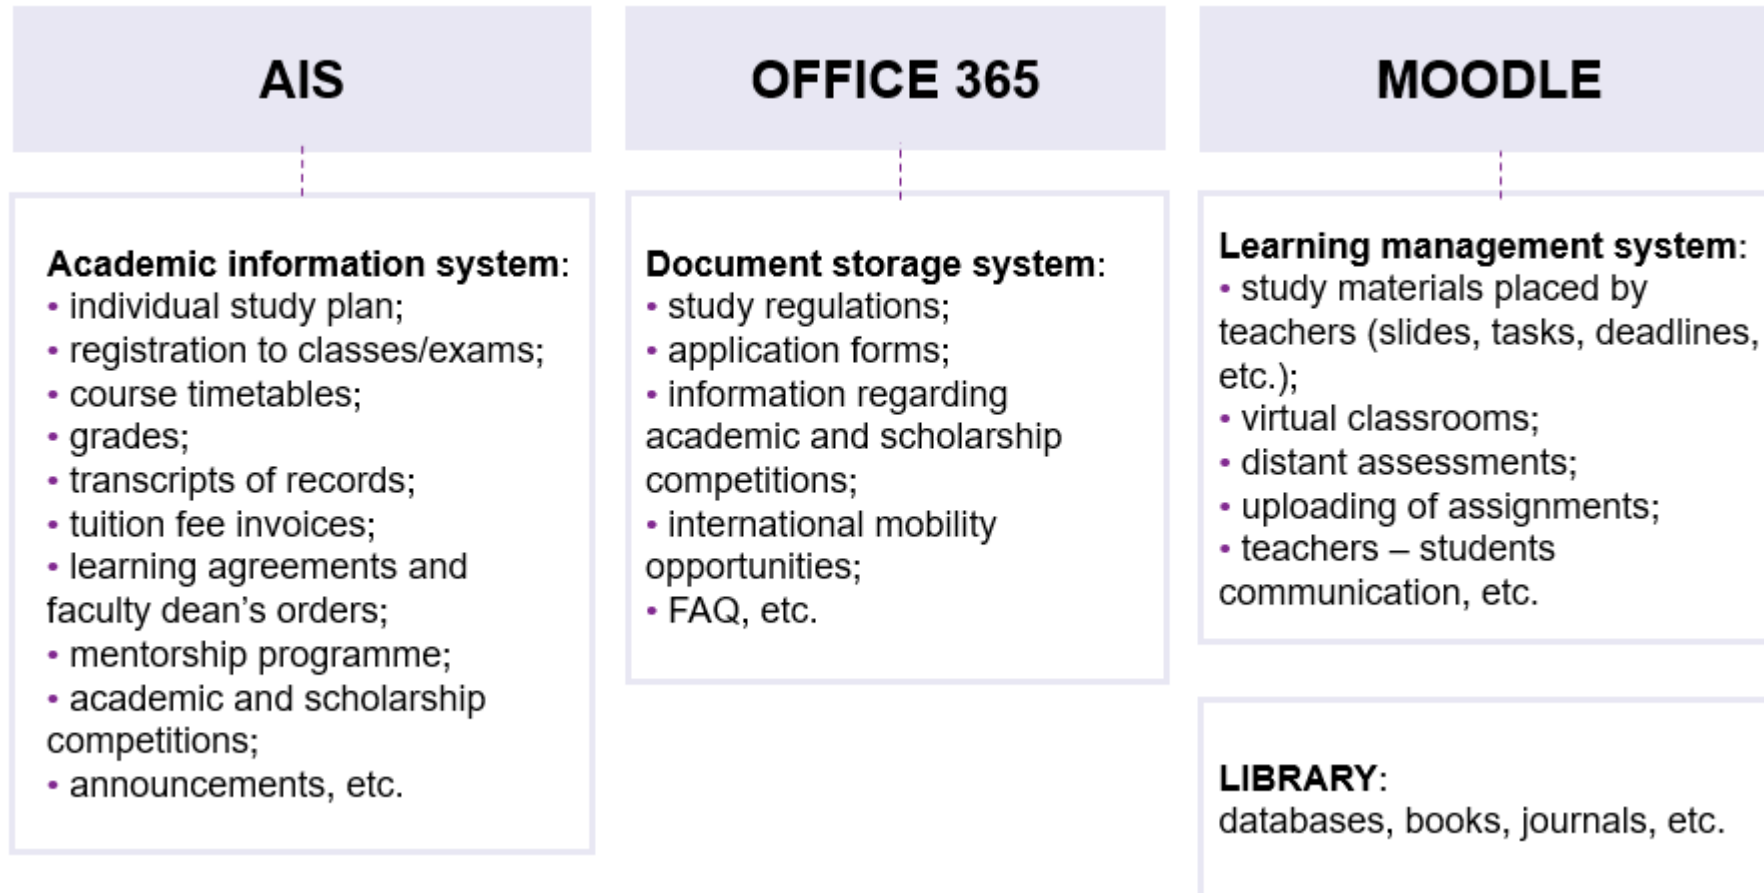 AIS
Academic information system:
• individual study plan;
• registration to classes/exams;
• course timetables;
• grades;
• transcripts of records;
• tuition fee invoices;
• learning agreements and
faculty dean’s orders;
• mentorship programme;
• academic and scholarship
competitions;
• announcements, etc.
OFFICE 365
Document storage system:
• study regulations;
• application forms;
• information regarding
academic and scholarship
competitions;
• international mobility
opportunities;
• FAQ, etc.
MOODLE
Learning management system:
• study materials placed by
teachers (slides, tasks, deadlines,
etc.);
• virtual classrooms;
• distant assessments;
• uploading of assignments;
• teachers – students
communication, etc.
LIBRARY:
databases, books, journals, etc.